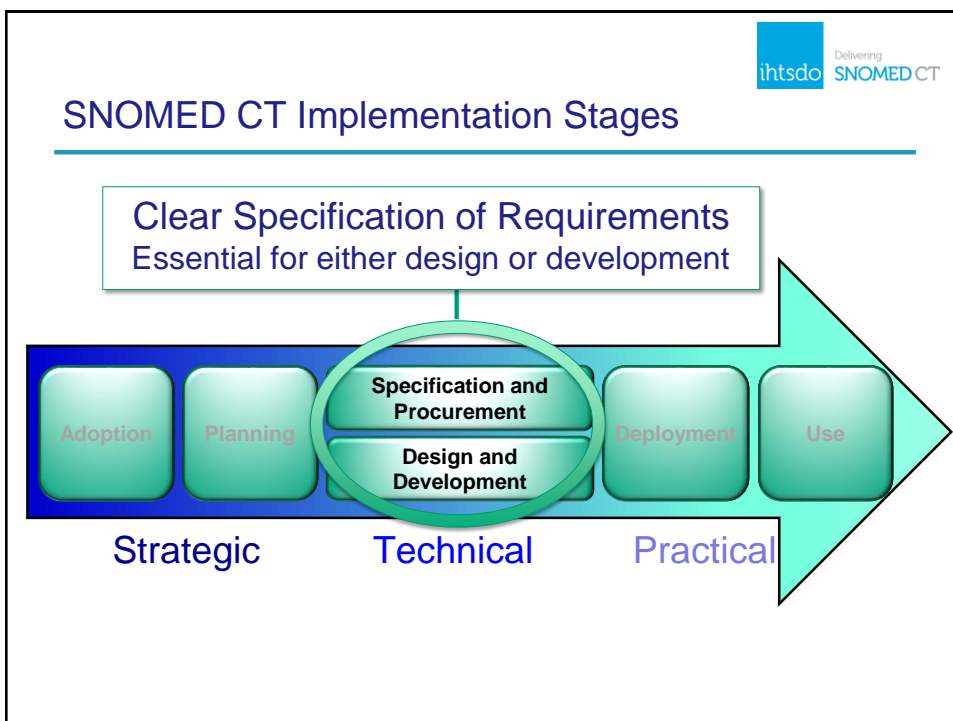 Delivering
ihtsdo SNOMED CT
SNOMED CT Implementation Stages
Clear Specification of Requirements
Essential for either design or development
Adoption
Planning
Specification and
Procurement
Design and
Development
Deployment
Use
Strategic
Technical
Practical